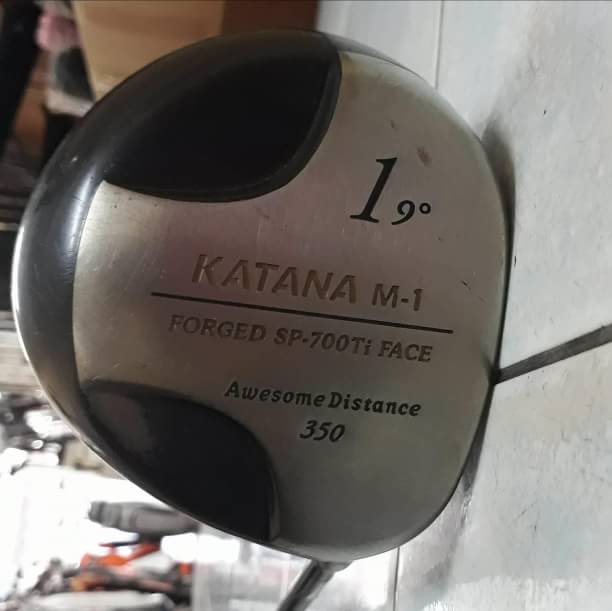 1 9°
KATANA M-1
FORGED SP-700Ti FACE
Awesome Distance
350